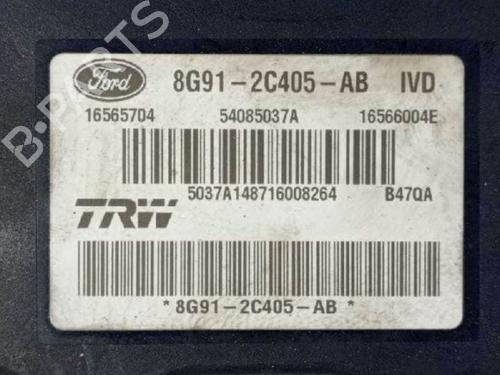 Ford
8G91-2C405-AB IVD
16565704 54085037A 16566004E
5037A148716008264 B47QA
TRW
*8G91-2C405-AB*
B-PARTS